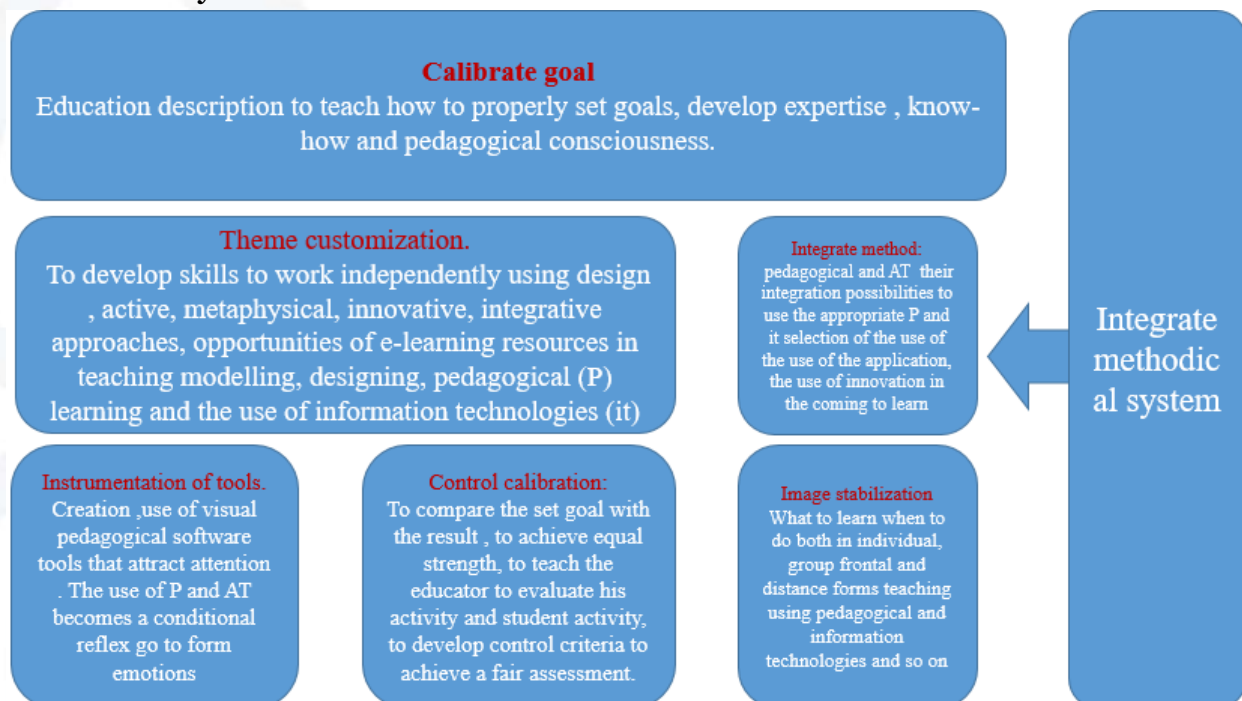 Calibrate goal
Education description to teach how to properly set goals, develop expertise , know-
how and pedagogical consciousness.
Theme customization.
To develop skills to work independently using design
, active, metaphysical, innovative, integrative
approaches, opportunities of e-learning resources in
teaching modelling, designing, pedagogical (P)
learning and the use of information technologies (it)
Integrate method:
pedagogical and AT their
integration possibilities to
use the appropriate P and
it selection of the use of
the use of the application,
the use of innovation in
the coming to learn
Integrate
methodic
al system
Instrumentation of tools.
Creation ,use of visual
pedagogical software
tools that attract attention
. The use of P and AT
becomes a conditional
reflex go to form
emotions
Control calibration:
To compare the set goal with
the result , to achieve equal
strength, to teach the
educator to evaluate his
activity and student activity,
to develop control criteria to
achieve a fair assessment.
Image stabilization
What to learn when to
do both in individual,
group frontal and
distance forms teaching
using pedagogical and
information
technologies and so on